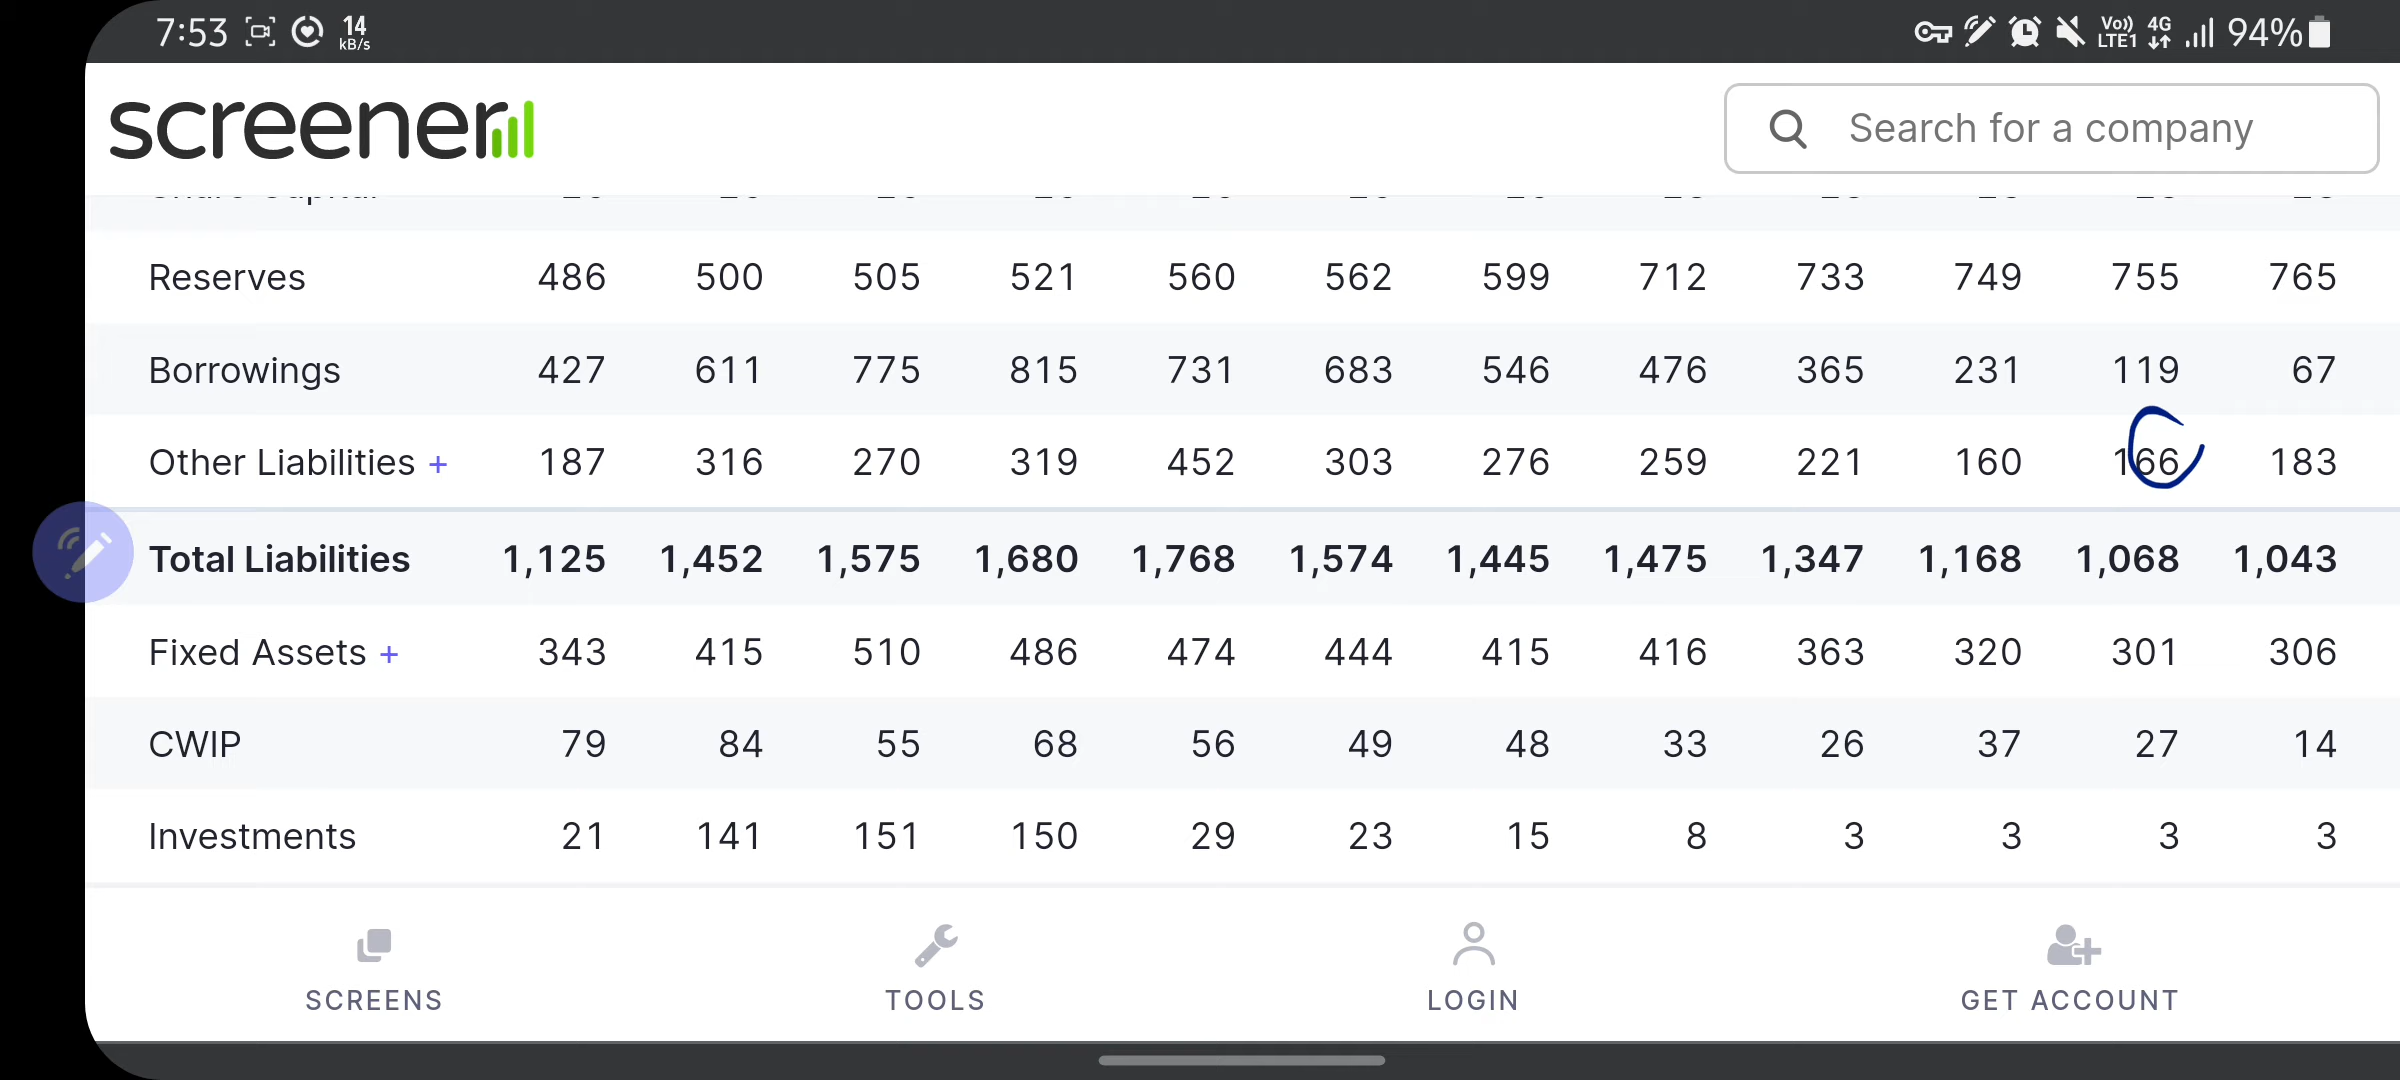 7:53 14 kB/s Vo)) LTE1 4G 94%
screener
Search for a company
Reserves 486 500 505 521 560 562 599 712 733 749 755 765
Borrowings 427 611 775 815 731 683 546 476 365 231 119 67
Other Liabilities + 187 316 270 319 452 303 276 259 221 160 166 183
Total Liabilities 1,125 1,452 1,575 1,680 1,768 1,574 1,445 1,475 1,347 1,168 1,068 1,043
Fixed Assets + 343 415 510 486 474 444 415 416 363 320 301 306
CWIP 79 84 55 68 56 49 48 33 26 37 27 14
Investments 21 141 151 150 29 23 15 8 3 3 3 3
SCREENS TOOLS LOGIN GET ACCOUNT